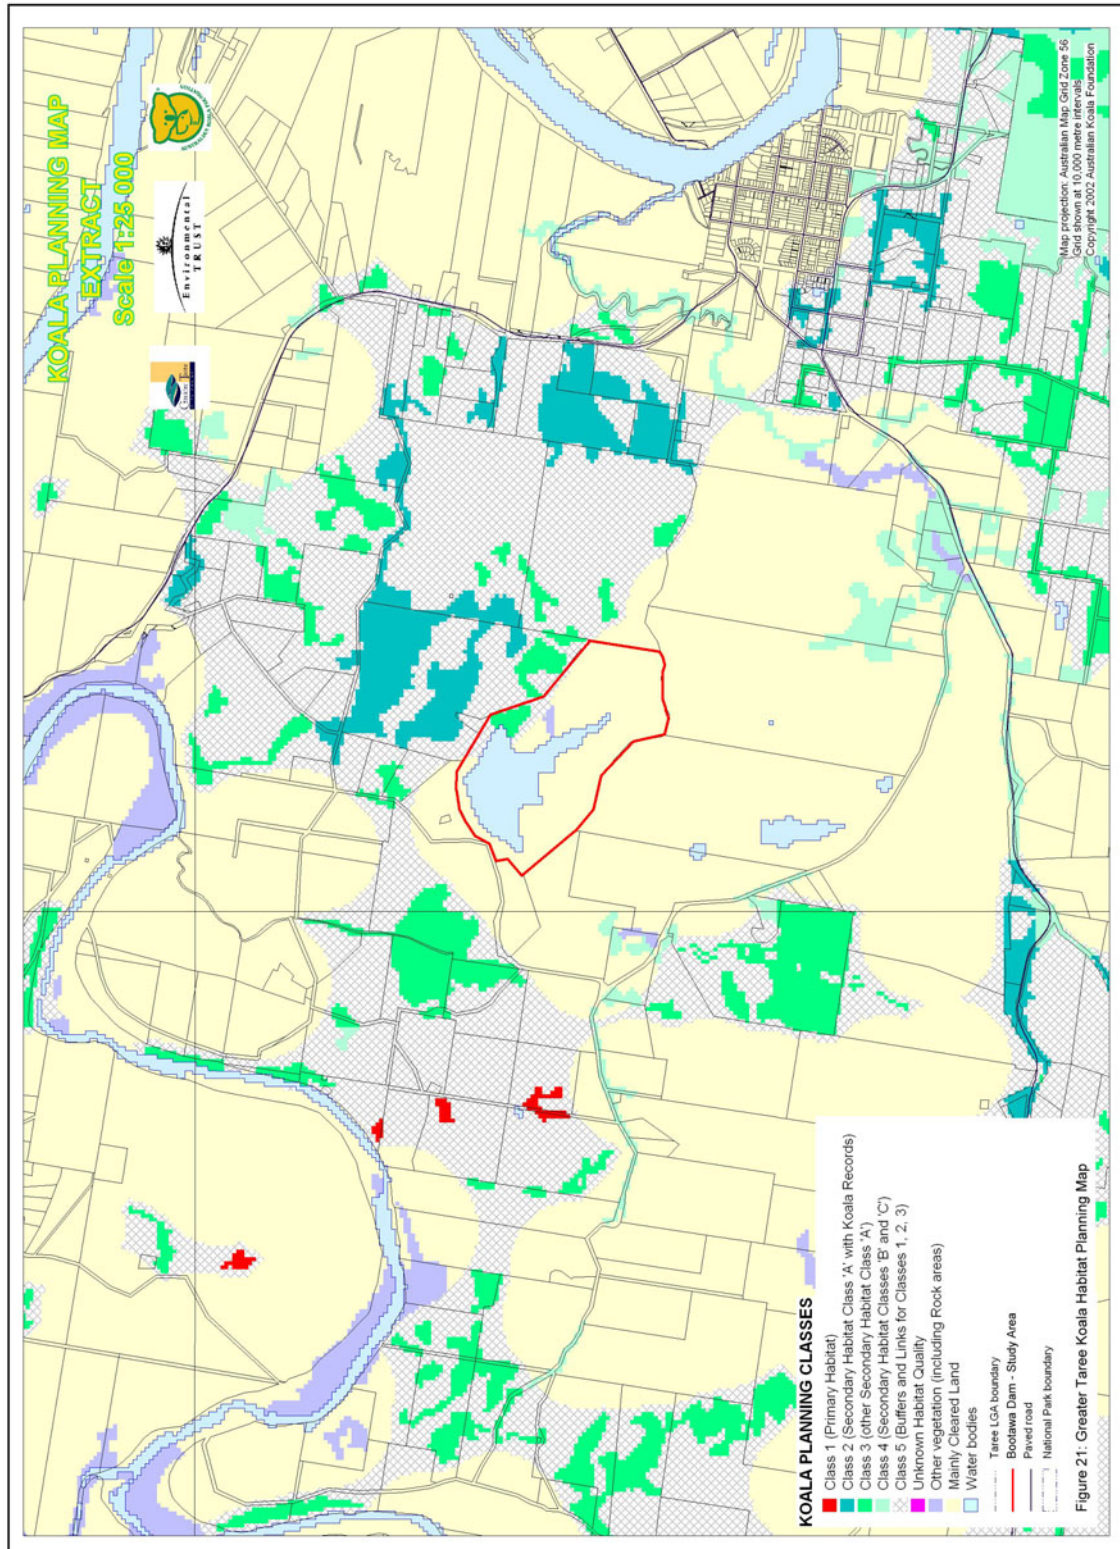 KOALA PLANNING MAP
EXTRACT
Scale 1:25 000
Environmental
TRUST
Map projection: Australian Map Grid Zone 56
Grid shown at 10,000 metre intervals
Copyright 2002 Australian Koala Foundation
KOALA PLANNING CLASSES
Class 1 (Primary Habitat)
Class 2 (Secondary Habitat Class 'A' with Koala Records)
Class 3 (other Secondary Habitat Class 'A')
Class 4 (Secondary Habitat Classes 'B' and 'C')
Class 5 (Buffers and Links for Classes 1, 2, 3)
Unknown Habitat Quality
Other vegetation (including Rock areas)
Mainly Cleared Land
Water bodies
Taree LGA boundary
Bootawa Dam - Study Area
Paved road
National Park boundary
Figure 21: Greater Taree Koala Habitat Planning Map